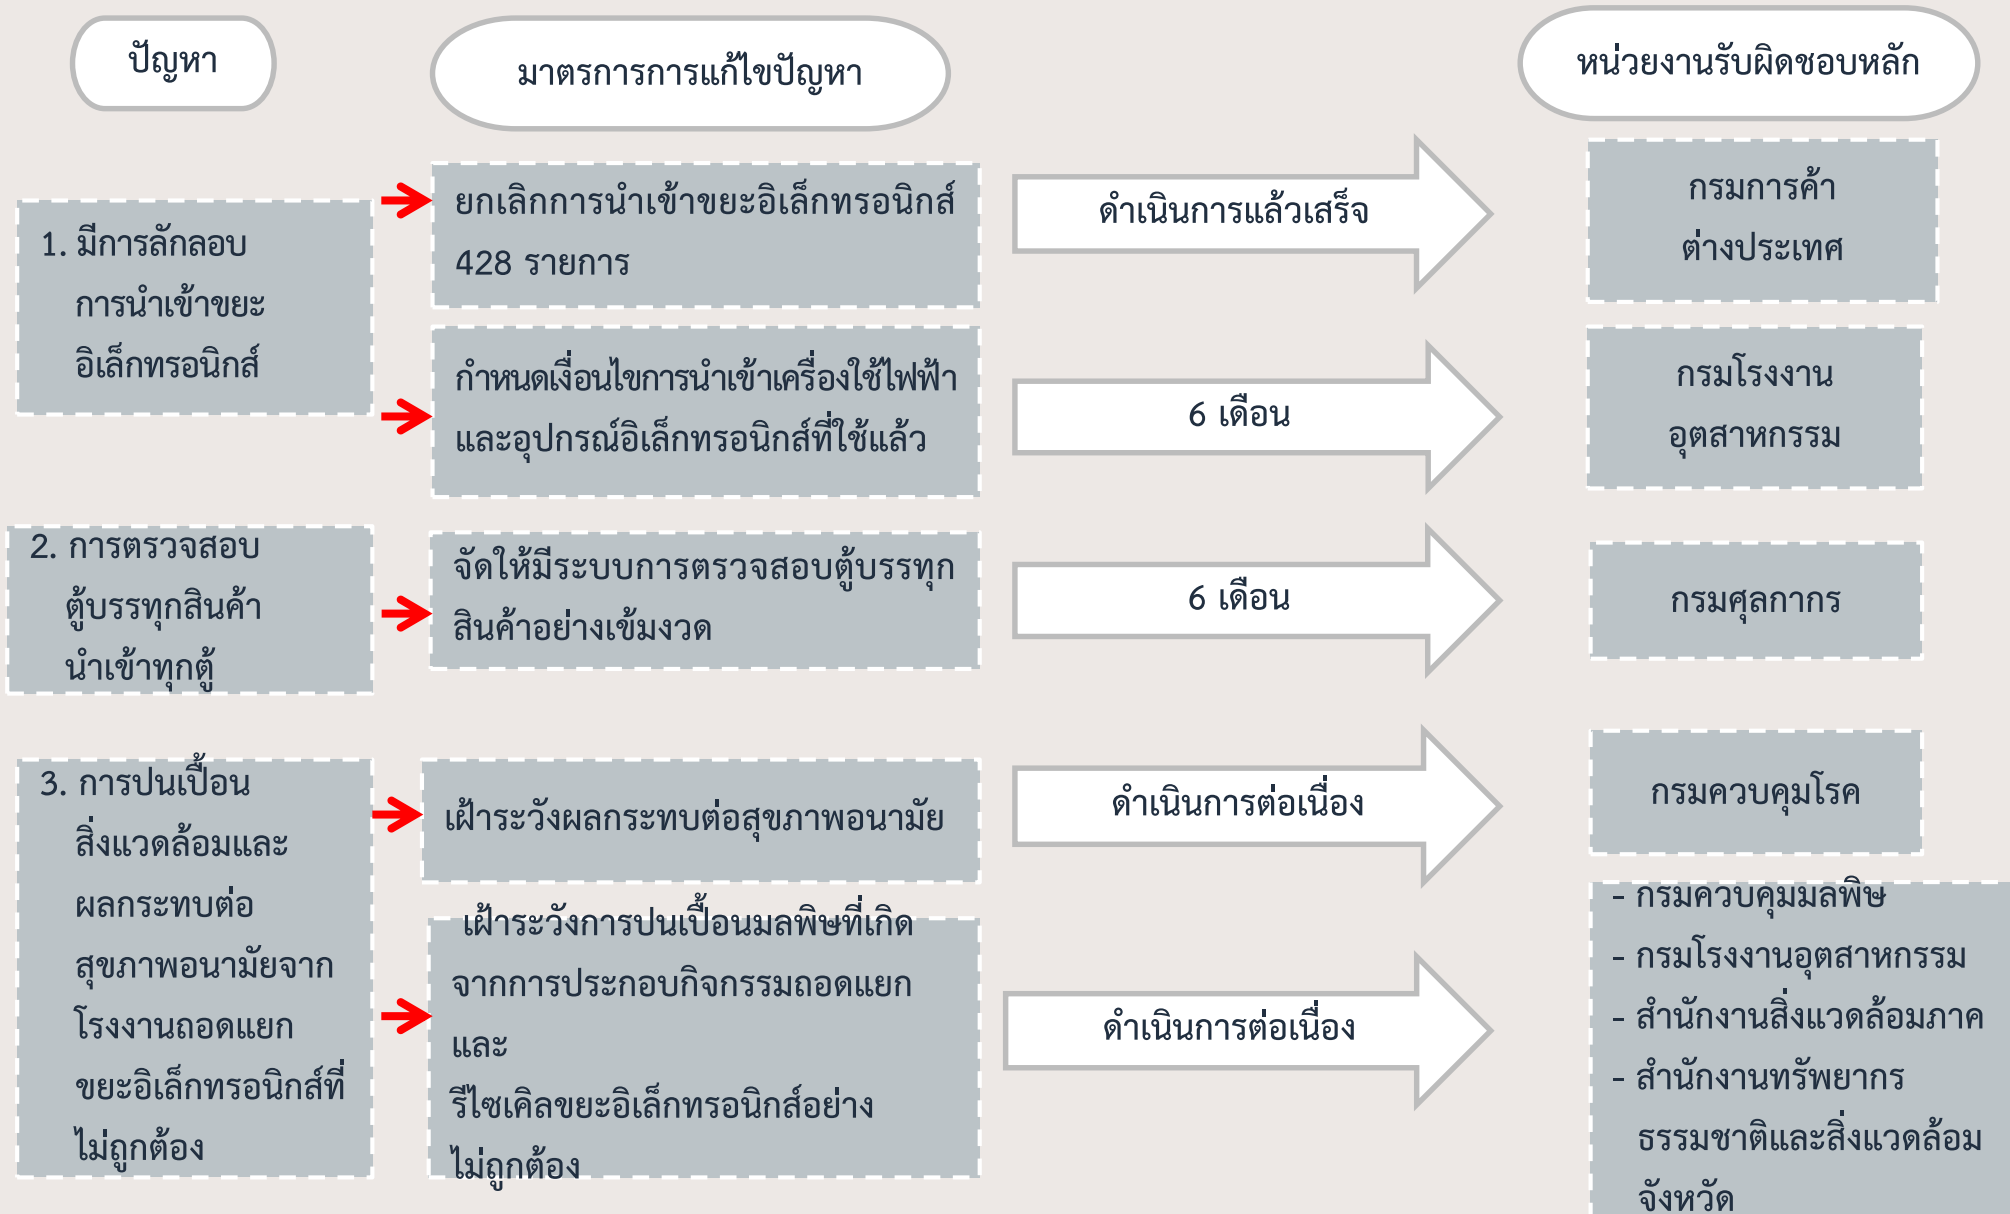 ปัญหา
มาตรการการแก้ไขปัญหา
หน่วยงานรับผิดชอบหลัก
1. มีการลักลอบ
การนำเข้าขยะ
อิเล็กทรอนิกส์
ยกเลิกการนำเข้าขยะอิเล็กทรอนิกส์
428 รายการ
ดำเนินการแล้วเสร็จ
กรมการค้า
ต่างประเทศ
กำหนดเงื่อนไขการนำเข้าเครื่องใช้ไฟฟ้า
และอุปกรณ์อิเล็กทรอนิกส์ที่ใช้แล้ว
6 เดือน
กรมโรงงาน
อุตสาหกรรม
2. การตรวจสอบ
ตู้บรรทุกสินค้า
นำเข้าทุกตู้
จัดให้มีระบบการตรวจสอบตู้บรรทุก
สินค้าอย่างเข้มงวด
6 เดือน
กรมศุลกากร
3. การปนเปื้อน
สิ่งแวดล้อมและ
ผลกระทบต่อ
สุขภาพอนามัยจาก
โรงงานถอดแยก
ขยะอิเล็กทรอนิกส์ที่
ไม่ถูกต้อง
เฝ้าระวังผลกระทบต่อสุขภาพอนามัย
ดำเนินการต่อเนื่อง
กรมควบคุมโรค
เฝ้าระวังการปนเปื้อนมลพิษที่เกิด
จากการประกอบกิจกรรมถอดแยก
และ
รีไซเคิลขยะอิเล็กทรอนิกส์อย่าง
ไม่ถูกต้อง
ดำเนินการต่อเนื่อง
- กรมควบคุมมลพิษ
- กรมโรงงานอุตสาหกรรม
- สำนักงานสิ่งแวดล้อมภาค
- สำนักงานทรัพยากร
ธรรมชาติและสิ่งแวดล้อม
จังหวัด